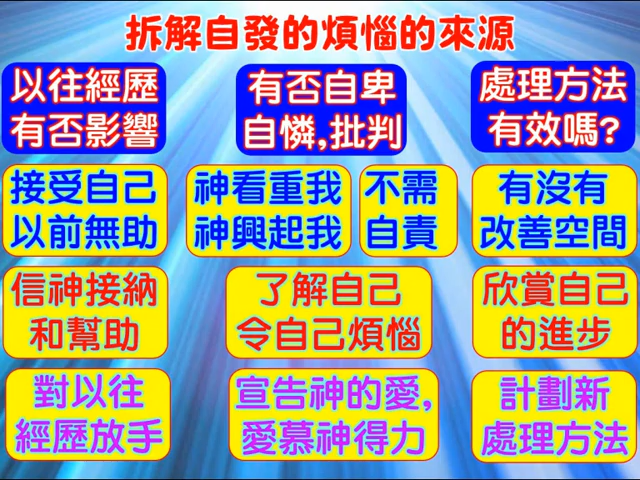 拆解自發的煩惱的來源
以往經歷
有否影響
有否自卑
自憐,批判
處理方法
有效嗎?
接受自己
以前無助
神看重我
神興起我
不需
自責
有沒有
改善空間
信神接納
和幫助
了解自己
令自己煩惱
欣賞自己
的進步
對以往
經歷放手
宣告神的愛,
愛慕神得力
計劃新
處理方法